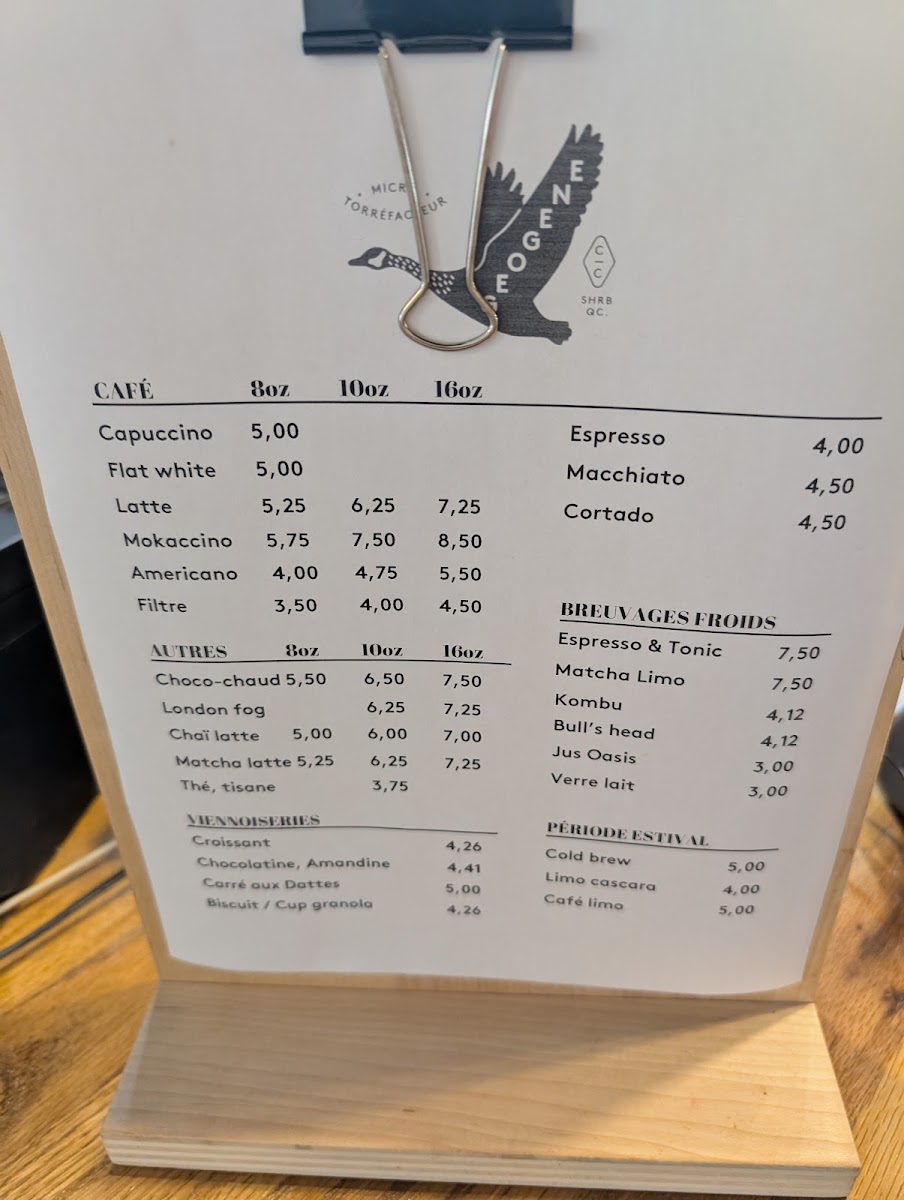 MICR
TORRÉFAC EUR
GEOGENE
C
C
SHRB
QC.
CAFÉ 8oz 10oz 16oz
Capuccino 5,00
Flat white 5,00
Latte 5,25 6,25 7,25
Mokaccino 5,75 7,50 8,50
Americano 4,00 4,75 5,50
Filtre 3,50 4,00 4,50
Espresso 4,00
Macchiato 4,50
Cortado 4,50
AUTRES 8oz 10oz 16oz
Choco-chaud 5,50 6,50 7,50
London fog 6,25 7,25
Chaï latte 5,00 6,00 7,00
Matcha latte 5,25 6,25 7,25
Thé, tisane 3,75
BREUVAGES FROIDS
Espresso & Tonic 7,50
Matcha Limo 7,50
Kombu 4,12
Bull's head 4,12
Jus Oasis 3,00
Verre lait 3,00
VIENNOISERIES
Croissant 4,26
Chocolatine, Amandine 4,41
Carré aux Dattes 5,00
Biscuit / Cup granola 4,26
PÉRIODE ESTIVAL
Cold brew 5,00
Limo cascara 4,00
Café limo 5,00